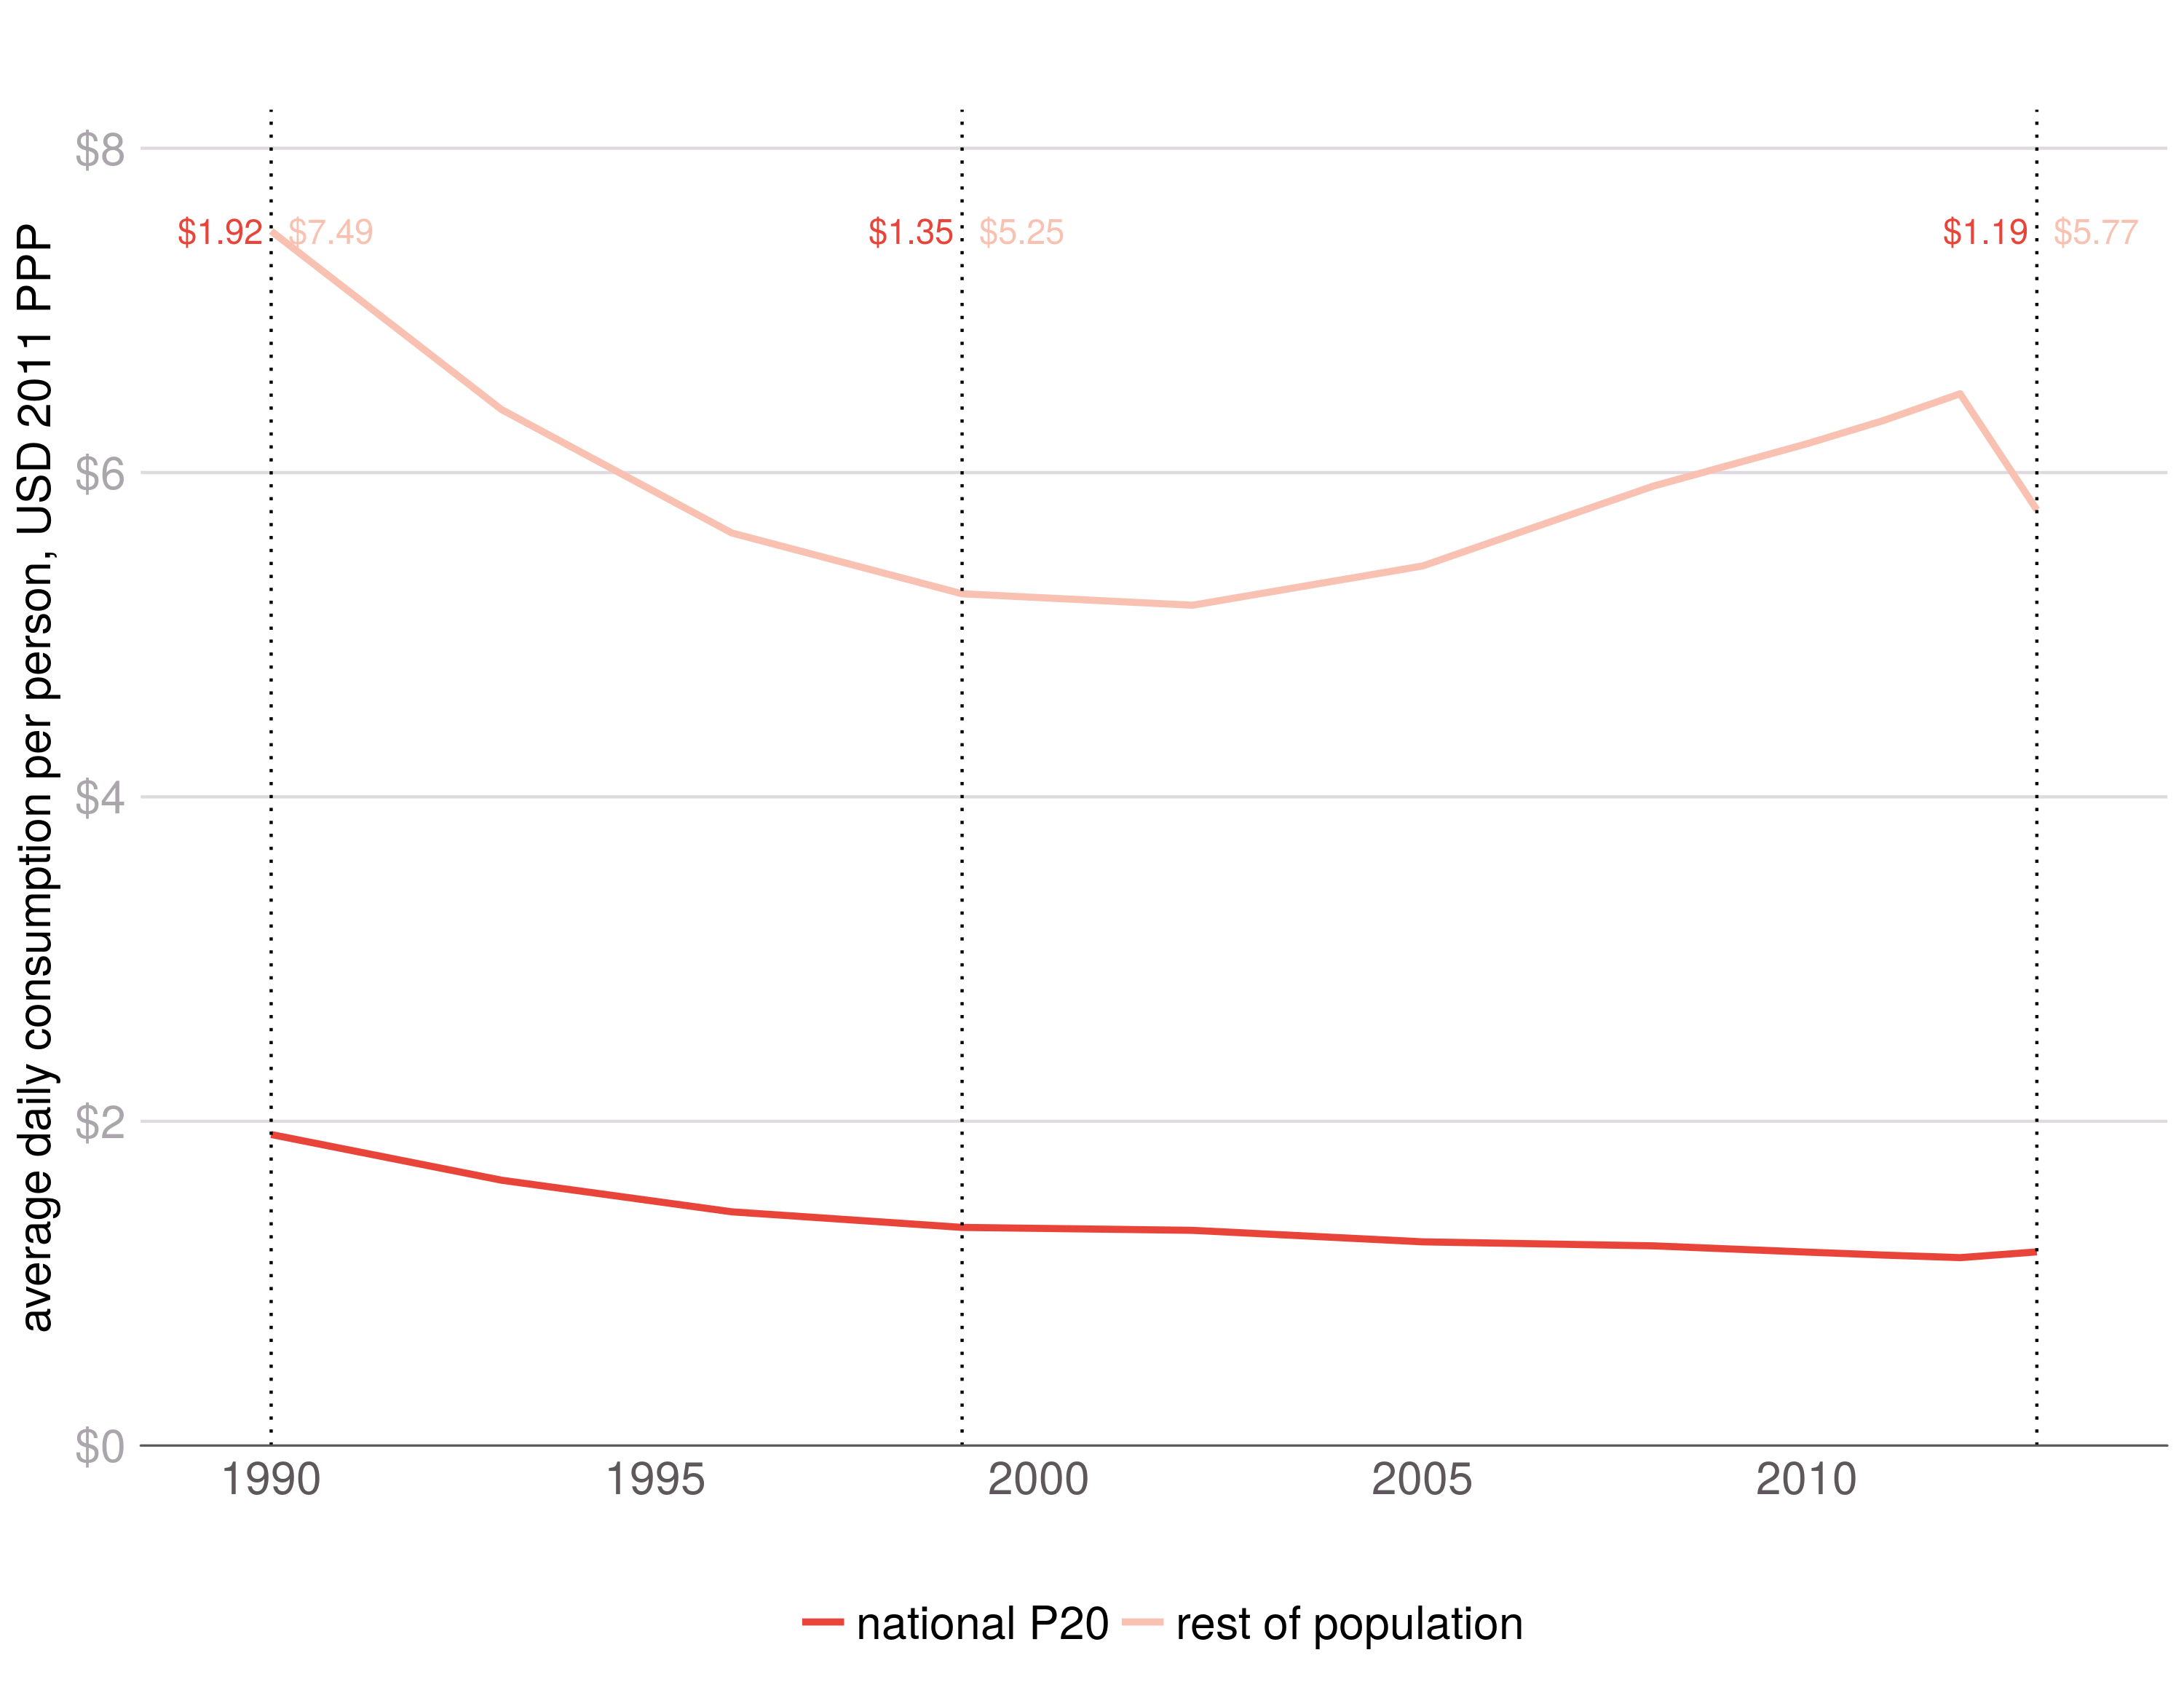 average daily consumption per person, USD 2011 PPP
$8
$1.92 $7.49 $1.35 $5.25 $1.19 $5.77
$6
$4
$2
$0
1990 1995 2000 2005 2010
national P20 rest of population